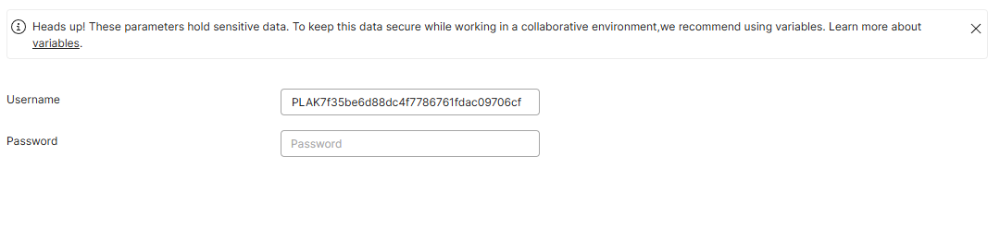 Heads up! These parameters hold sensitive data. To keep this data secure while working in a collaborative environment,we recommend using variables. Learn more about
variables.
Username
PLAK7f35be6d88dc4f7786761fdac09706cf
Password
Password